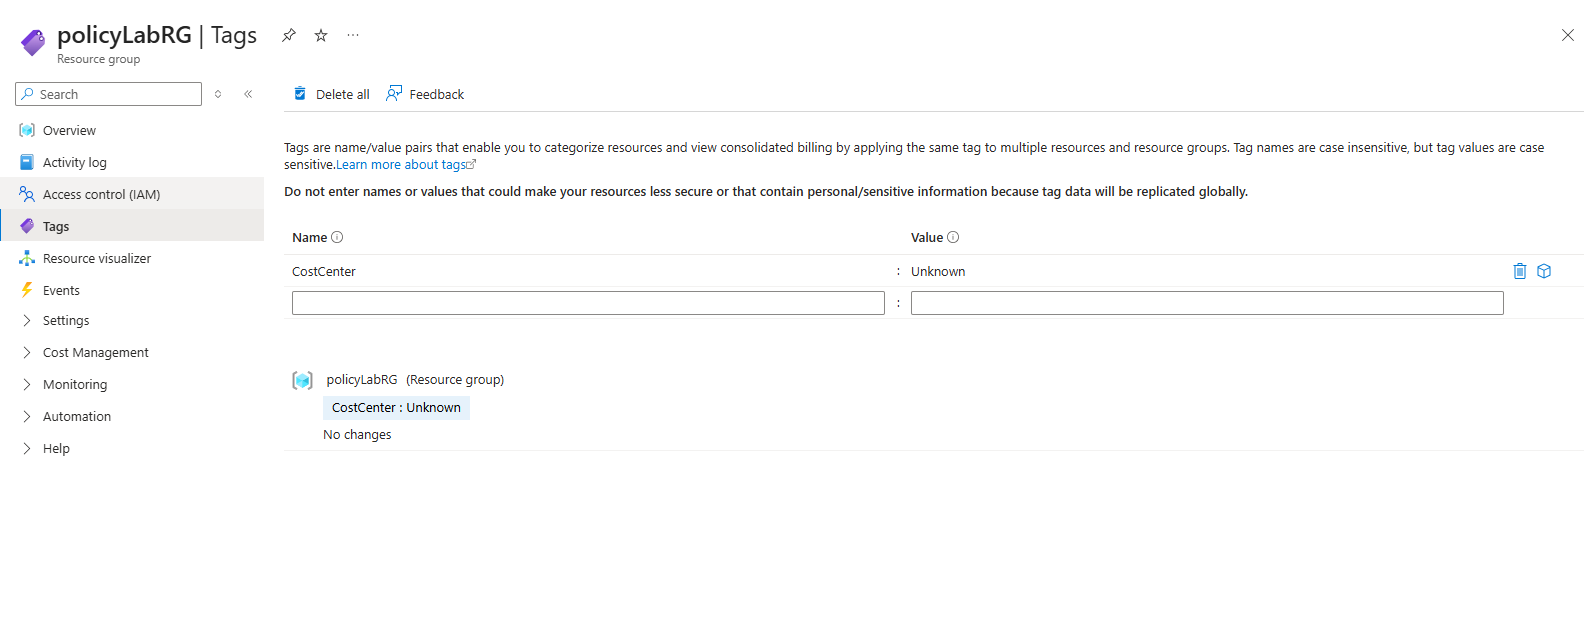 policyLabRG | Tags
Resource group
Search
Overview
Activity log
Access control (IAM)
Tags
Resource visualizer
Events
Settings
Cost Management
Monitoring
Automation
Help
Delete all
Feedback
Tags are name/value pairs that enable you to categorize resources and view consolidated billing by applying the same tag to multiple resources and resource groups. Tag names are case insensitive, but tag values are case
sensitive.Learn more about tags
Do not enter names or values that could make your resources less secure or that contain personal/sensitive information because tag data will be replicated globally.
Name Value
CostCenter : Unknown
:
policyLabRG (Resource group)
CostCenter : Unknown
No changes